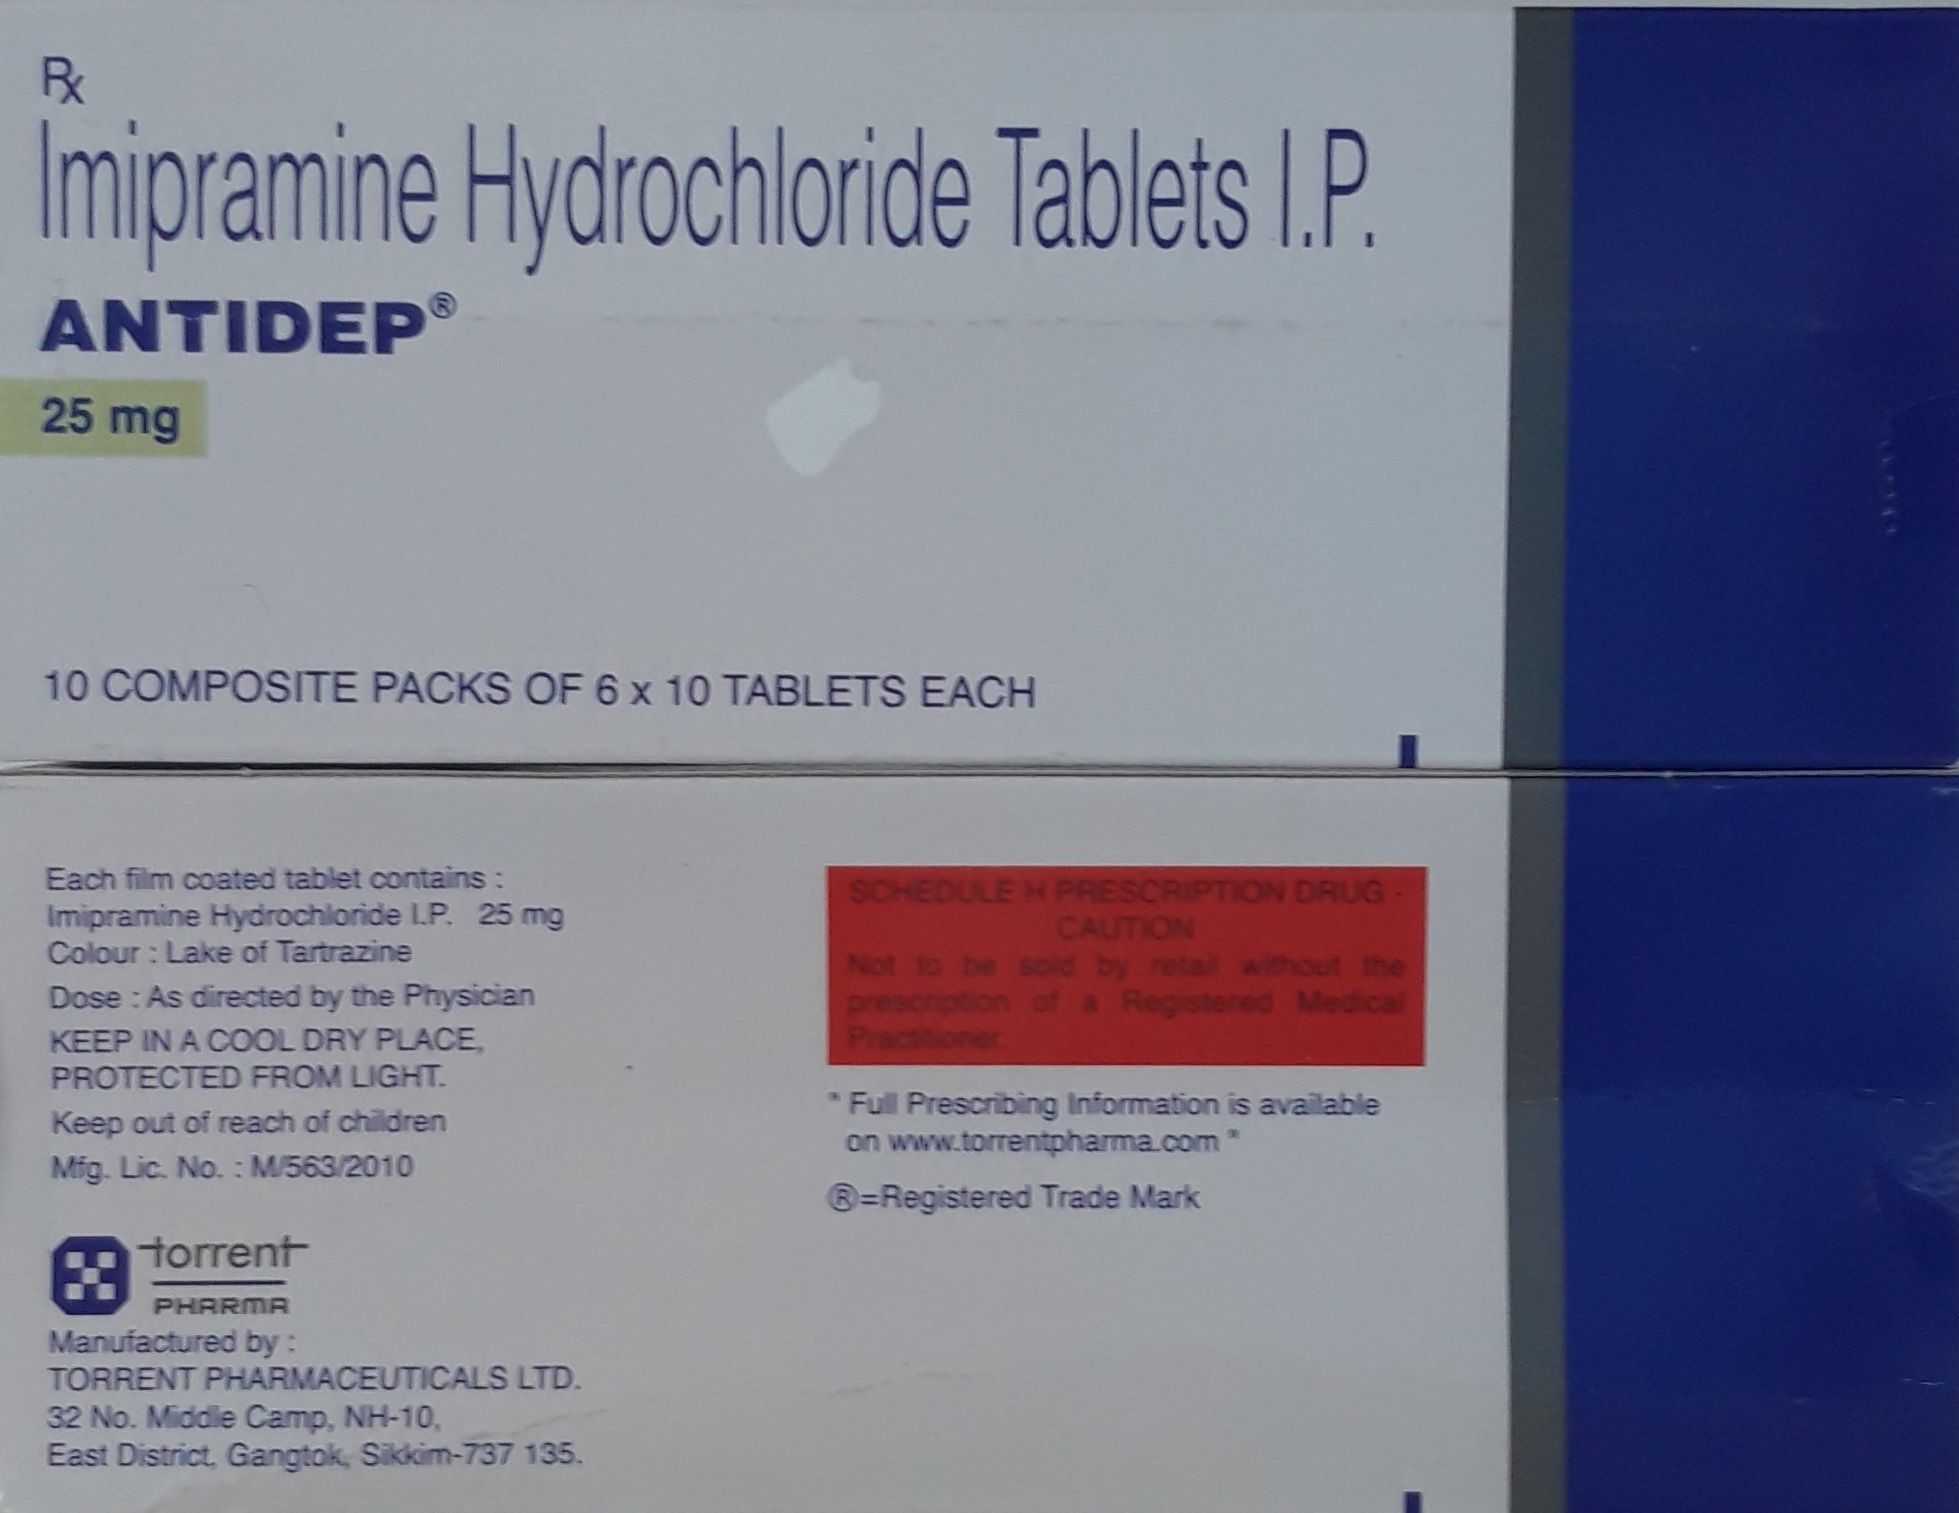 Rx
Imipramine Hydrochloride Tablets I.P.
ANTIDEP®
25 mg
10 COMPOSITE PACKS OF 6 x 10 TABLETS EACH
Each film coated tablet contains :
Imipramine Hydrochloride I.P. 25 mg
Colour : Lake of Tartrazine
Dose : As directed by the Physician
KEEP IN A COOL DRY PLACE,
PROTECTED FROM LIGHT.
Keep out of reach of children
Mfg. Lic. No. : M/563/2010
torrent
PHARMA
Manufactured by :
TORRENT PHARMACEUTICALS LTD.
32 No. Middle Camp, NH-10,
East District, Gangtok, Sikkim-737 135.
SCHEDULE H PRESCRIPTION DRUG -
CAUTION
Not to be sold by retail without the
prescription of a Registered Medical
Practitioner.
* Full Prescribing Information is available
on www.torrentpharma.com *
®=Registered Trade Mark